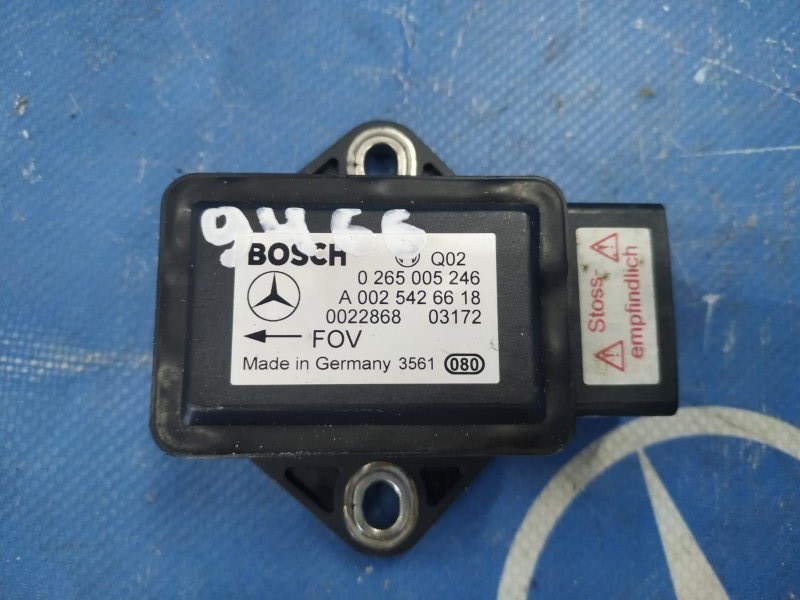 9466
BOSCH Q02
0 265 005 246
A 002 542 66 18
0022868 03172
FOV
Made in Germany 3561 080
Stoss-
empfindlich